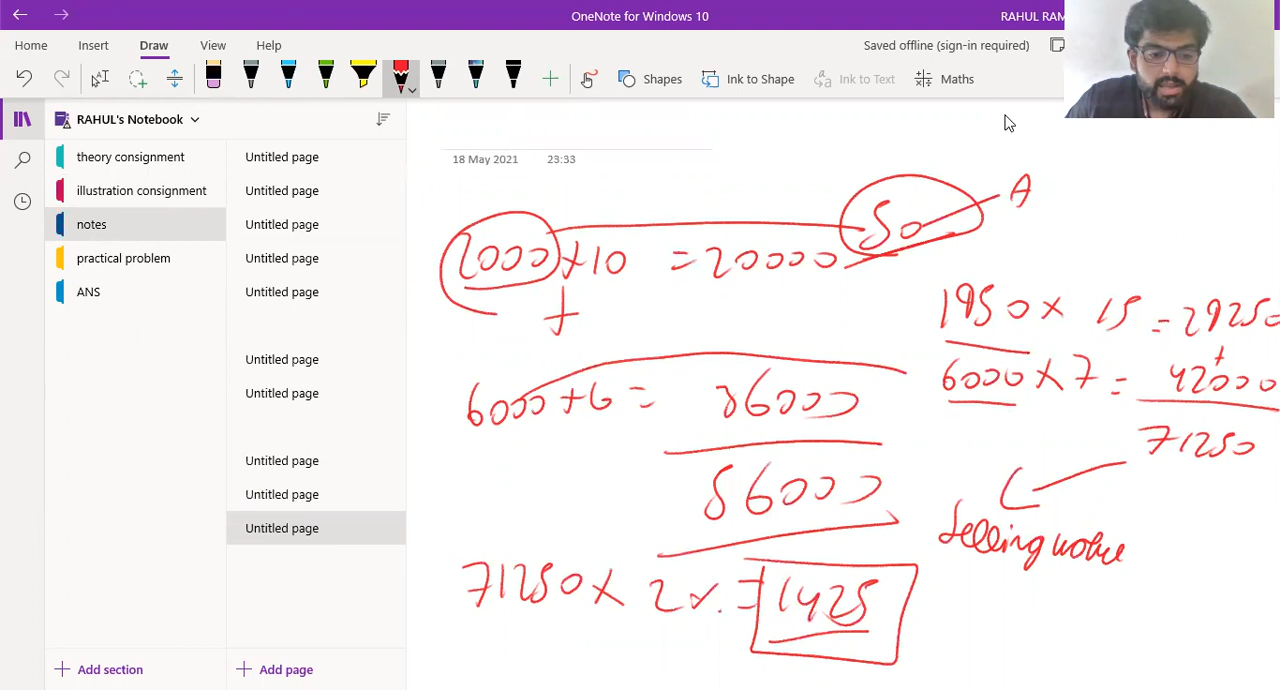 OneNote for Windows 10
RAHUL RAM
Home Insert Draw View Help
Saved offline (sign-in required)
Shapes Ink to Shape Ink to Text Maths
RAHUL's Notebook
theory consignment
illustration consignment
notes
practical problem
ANS
Untitled page
Untitled page
Untitled page
Untitled page
Untitled page
Untitled page
Untitled page
Untitled page
Untitled page
Untitled page
Add section
Add page
18 May 2021 23:33
50 A
2000 × 10 = 20000
+
6000 + 6 = 36000
56000
71250 × 2 %. = 1425
1950 × 15 = 29250
+
6000 × 7 = 42000
71250
Selling value